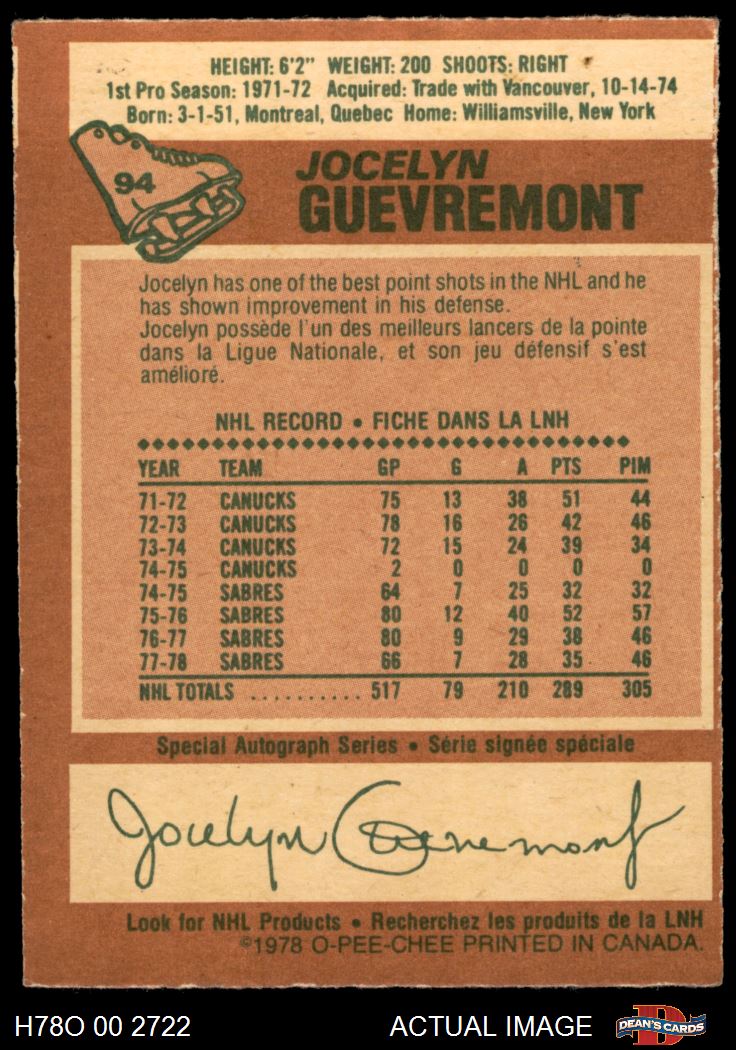 HEIGHT: 6'2" WEIGHT: 200 SHOOTS: RIGHT
1st Pro Season: 1971-72 Acquired: Trade with Vancouver, 10-14-74
Born: 3-1-51, Montreal, Quebec Home: Williamsville, New York
94
JOCELYN
GUEVREMONT
Jocelyn has one of the best point shots in the NHL and he
has shown improvement in his defense.
Jocelyn possède l'un des meilleurs lancers de la pointe
dans la Ligue Nationale, et son jeu défensif s'est
amélioré.
NHL RECORD • FICHE DANS LA LNH
YEAR TEAM GP G A PTS PIM
71-72 CANUCKS 75 13 38 51 44
72-73 CANUCKS 78 16 26 42 46
73-74 CANUCKS 72 15 24 39 34
74-75 CANUCKS 2 0 0 0 0
74-75 SABRES 64 7 25 32 32
75-76 SABRES 80 12 40 52 57
76-77 SABRES 80 9 29 38 46
77-78 SABRES 66 7 28 35 46
NHL TOTALS .......... 517 79 210 289 305
Special Autograph Series • Série signée spéciale
Jocelyn Guevremont
Look for NHL Products • Recherchez les produits de la LNH
©1978 O-PEE-CHEE PRINTED IN CANADA.
H78O 00 2722 ACTUAL IMAGE D DEAN'S CARDS